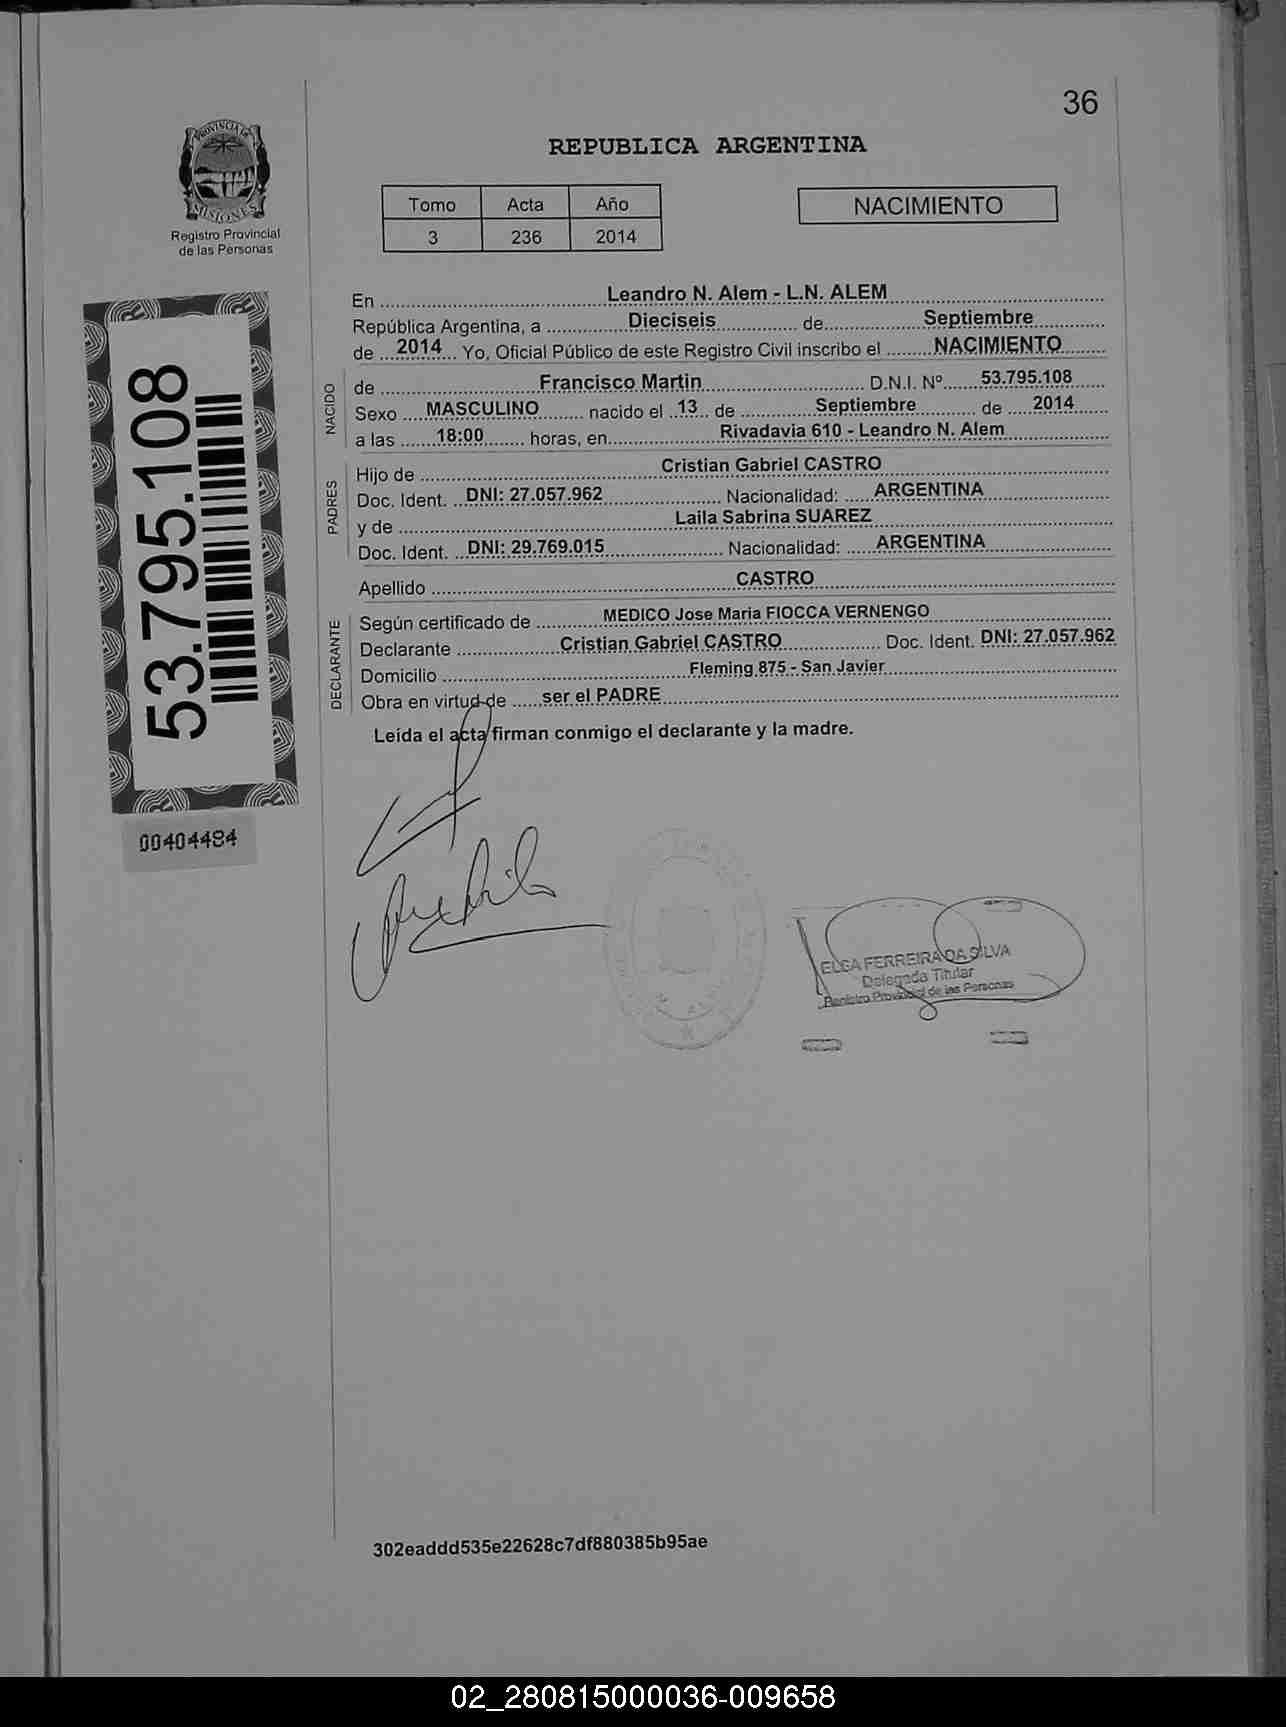 36
PROVINCIA DE
MISIONES
Registro Provincial
de las Personas
REPUBLICA ARGENTINA
Tomo Acta Año
3 236 2014
NACIMIENTO
53.795.108
00404484
En Leandro N. Alem - L.N. ALEM
República Argentina, a Dieciseis de Septiembre
de 2014 Yo, Oficial Público de este Registro Civil inscribo el NACIMIENTO
NACIDO
de Francisco Martin D.N.I. Nº 53.795.108
Sexo MASCULINO nacido el 13 de Septiembre de 2014
a las 18:00 horas, en Rivadavia 610 - Leandro N. Alem
PADRES
Hijo de Cristian Gabriel CASTRO
Doc. Ident. DNI: 27.057.962 Nacionalidad: ARGENTINA
y de Laila Sabrina SUAREZ
Doc. Ident. DNI: 29.769.015 Nacionalidad: ARGENTINA
Apellido CASTRO
DECLARANTE
Según certificado de MEDICO Jose Maria FIOCCA VERNENGO
Declarante Cristian Gabriel CASTRO Doc. Ident. DNI: 27.057.962
Domicilio Fleming 875 - San Javier
Obra en virtud de ser el PADRE
Leída el acta firman conmigo el declarante y la madre.
ELSA FERREIRA DA SILVA
Delegada Titular
Registro Provincial de las Personas
302eaddd535e22628c7df880385b95ae
02_280815000036-009658